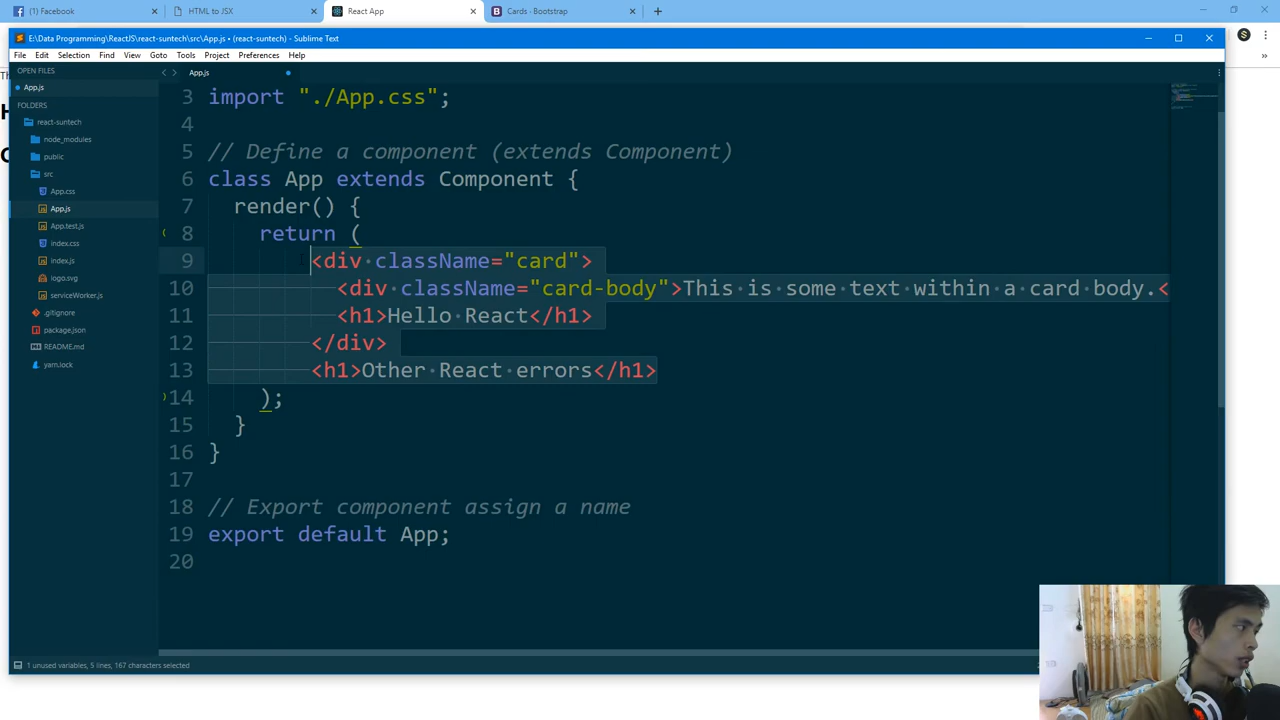 (1) Facebook
HTML to JSX
React App
Cards · Bootstrap
E:\Data Programming\ReactJS\react-suntech\src\App.js • (react-suntech) - Sublime Text
File Edit Selection Find View Goto Tools Project Preferences Help
OPEN FILES
App.js
FOLDERS
react-suntech
node_modules
public
src
App.css
App.js
App.test.js
index.css
index.js
logo.svg
serviceWorker.js
.gitignore
package.json
README.md
yarn.lock
App.js
3 import "./App.css";
4
5 // Define a component (extends Component)
6 class App extends Component {
7 render() {
8 return (
9 <div className="card">
10 <div className="card-body">This is some text within a card body.<
11 <h1>Hello React</h1>
12 </div>
13 <h1>Other React errors</h1>
14 );
15 }
16 }
17
18 // Export component assign a name
19 export default App;
20
1 unused variables, 5 lines, 167 characters selected